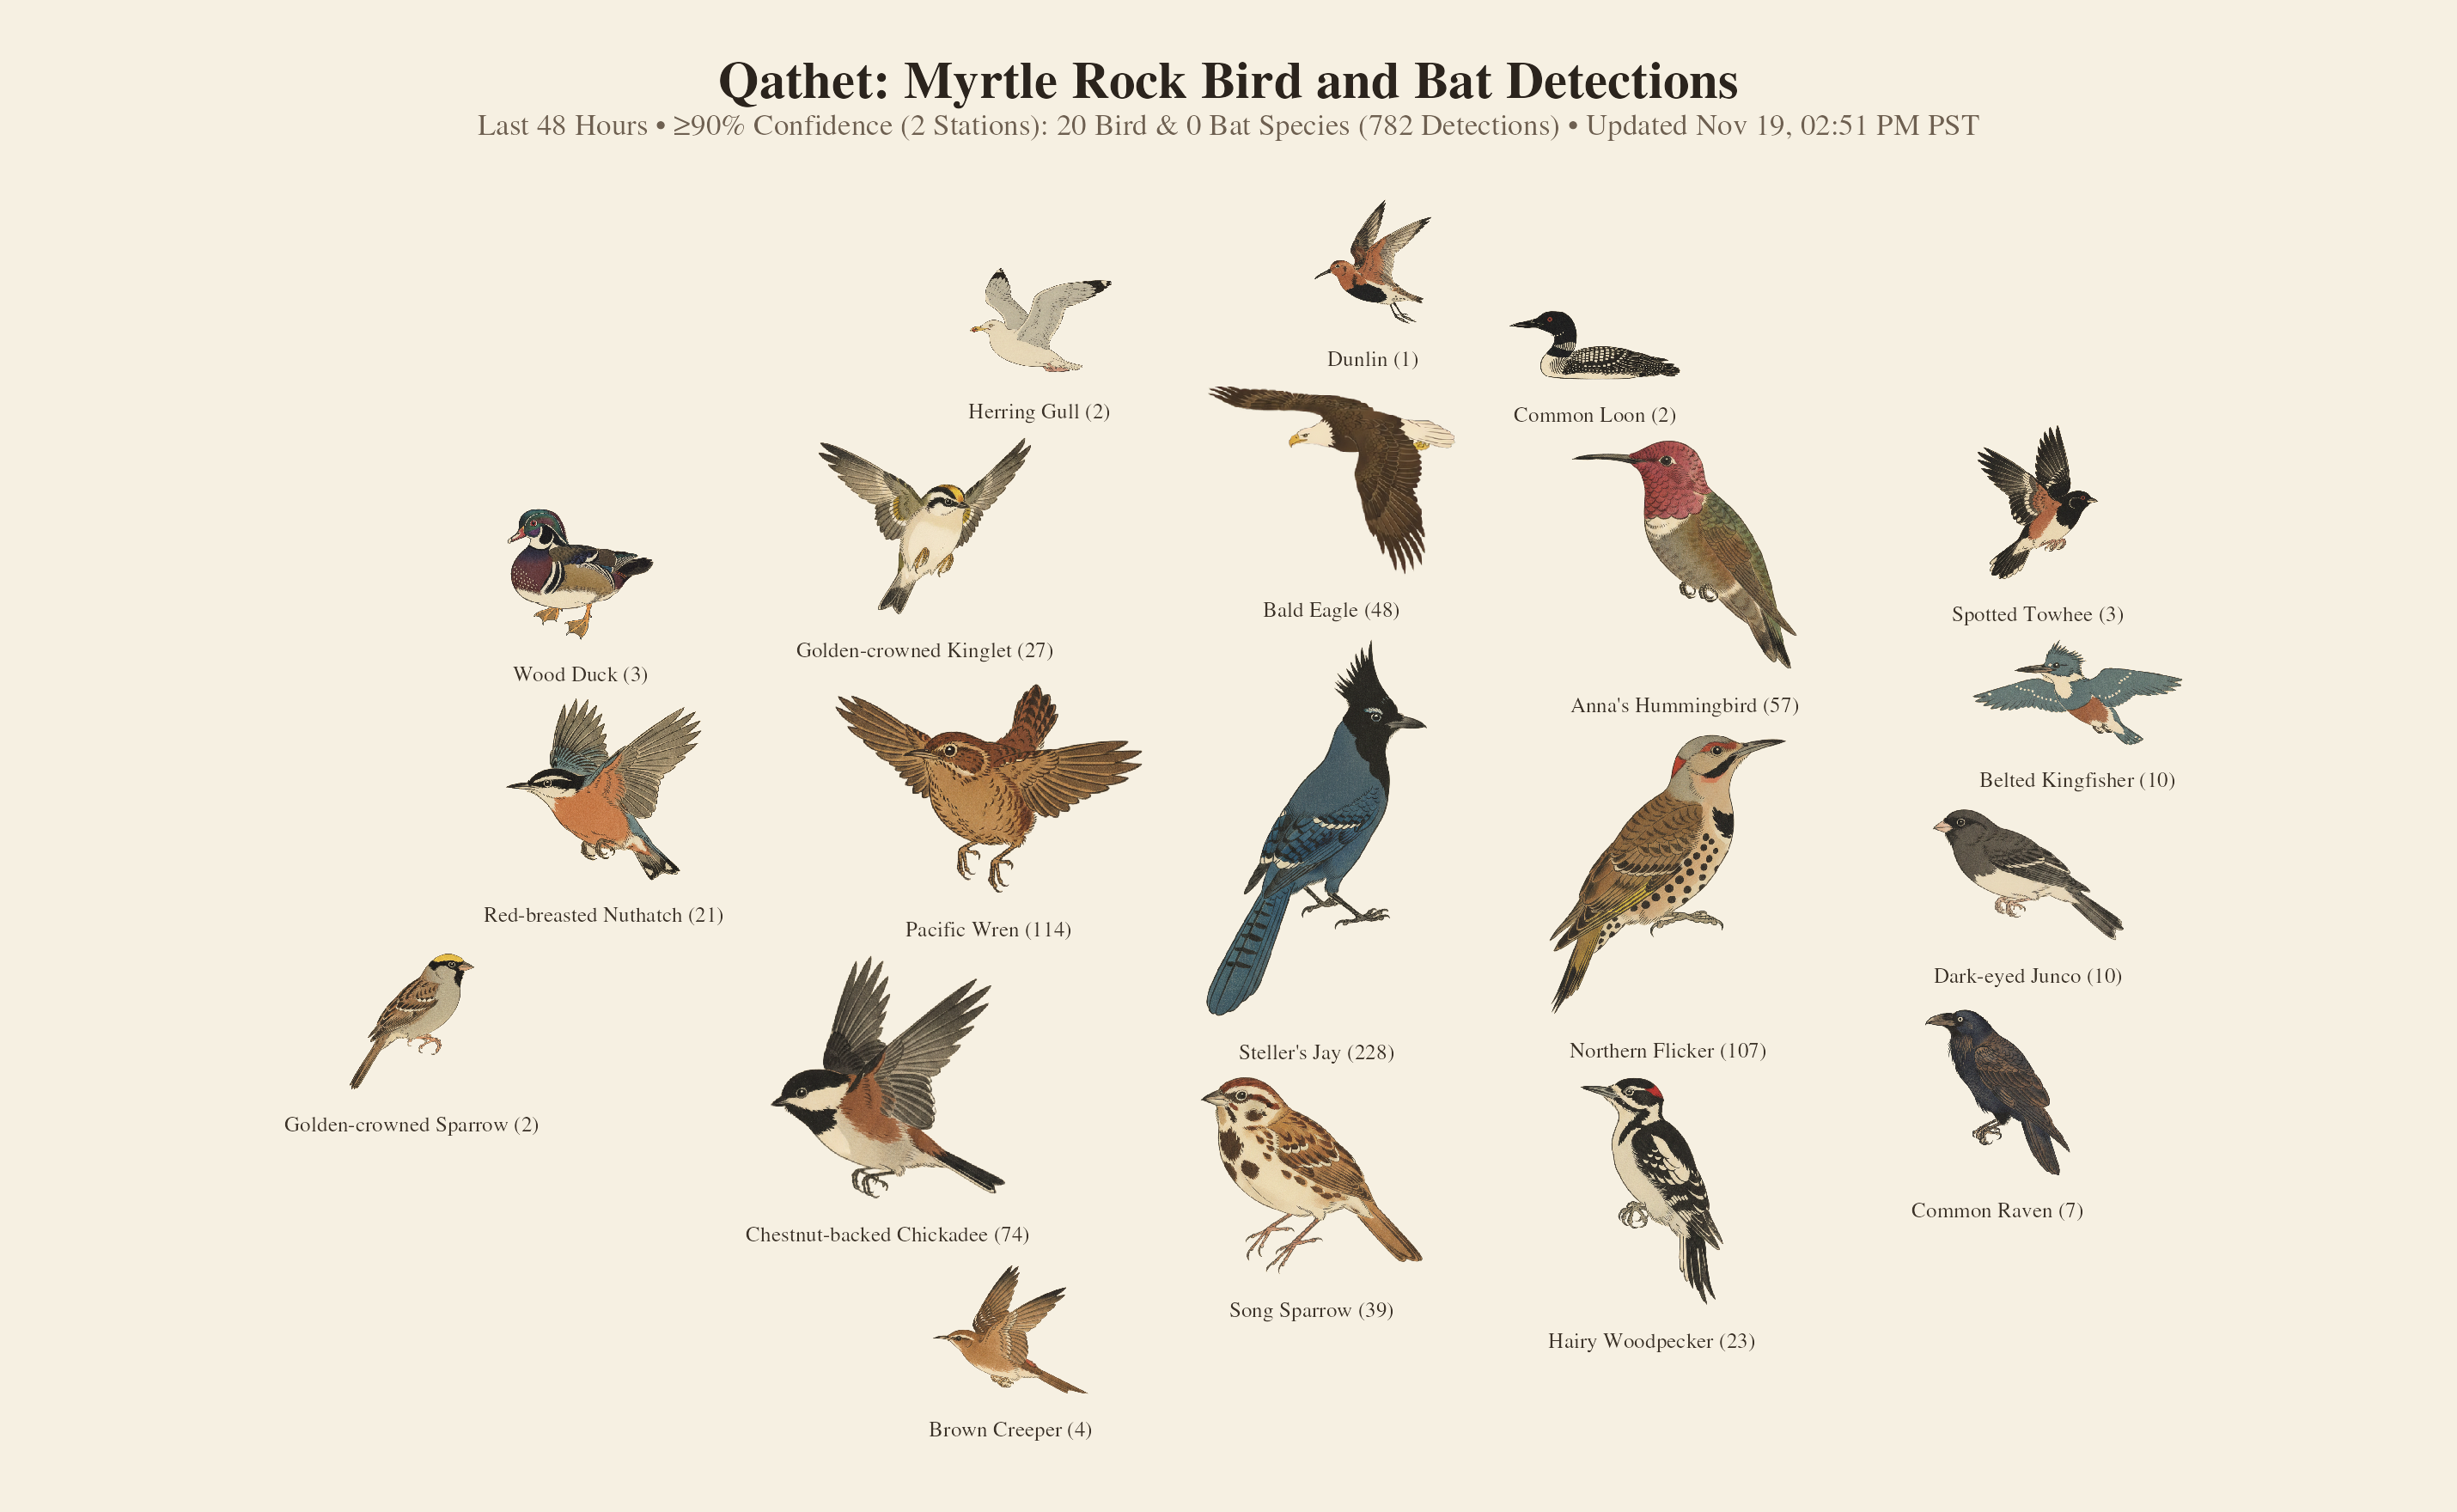 Qathet: Myrtle Rock Bird and Bat Detections
Last 48 Hours • ≥90% Confidence (2 Stations): 20 Bird & 0 Bat Species (782 Detections) • Updated Nov 19, 02:51 PM PST
Dunlin (1)
Herring Gull (2)
Common Loon (2)
Bald Eagle (48)
Spotted Towhee (3)
Golden-crowned Kinglet (27)
Wood Duck (3)
Anna's Hummingbird (57)
Belted Kingfisher (10)
Red-breasted Nuthatch (21)
Pacific Wren (114)
Dark-eyed Junco (10)
Steller's Jay (228)
Northern Flicker (107)
Golden-crowned Sparrow (2)
Common Raven (7)
Chestnut-backed Chickadee (74)
Song Sparrow (39)
Hairy Woodpecker (23)
Brown Creeper (4)